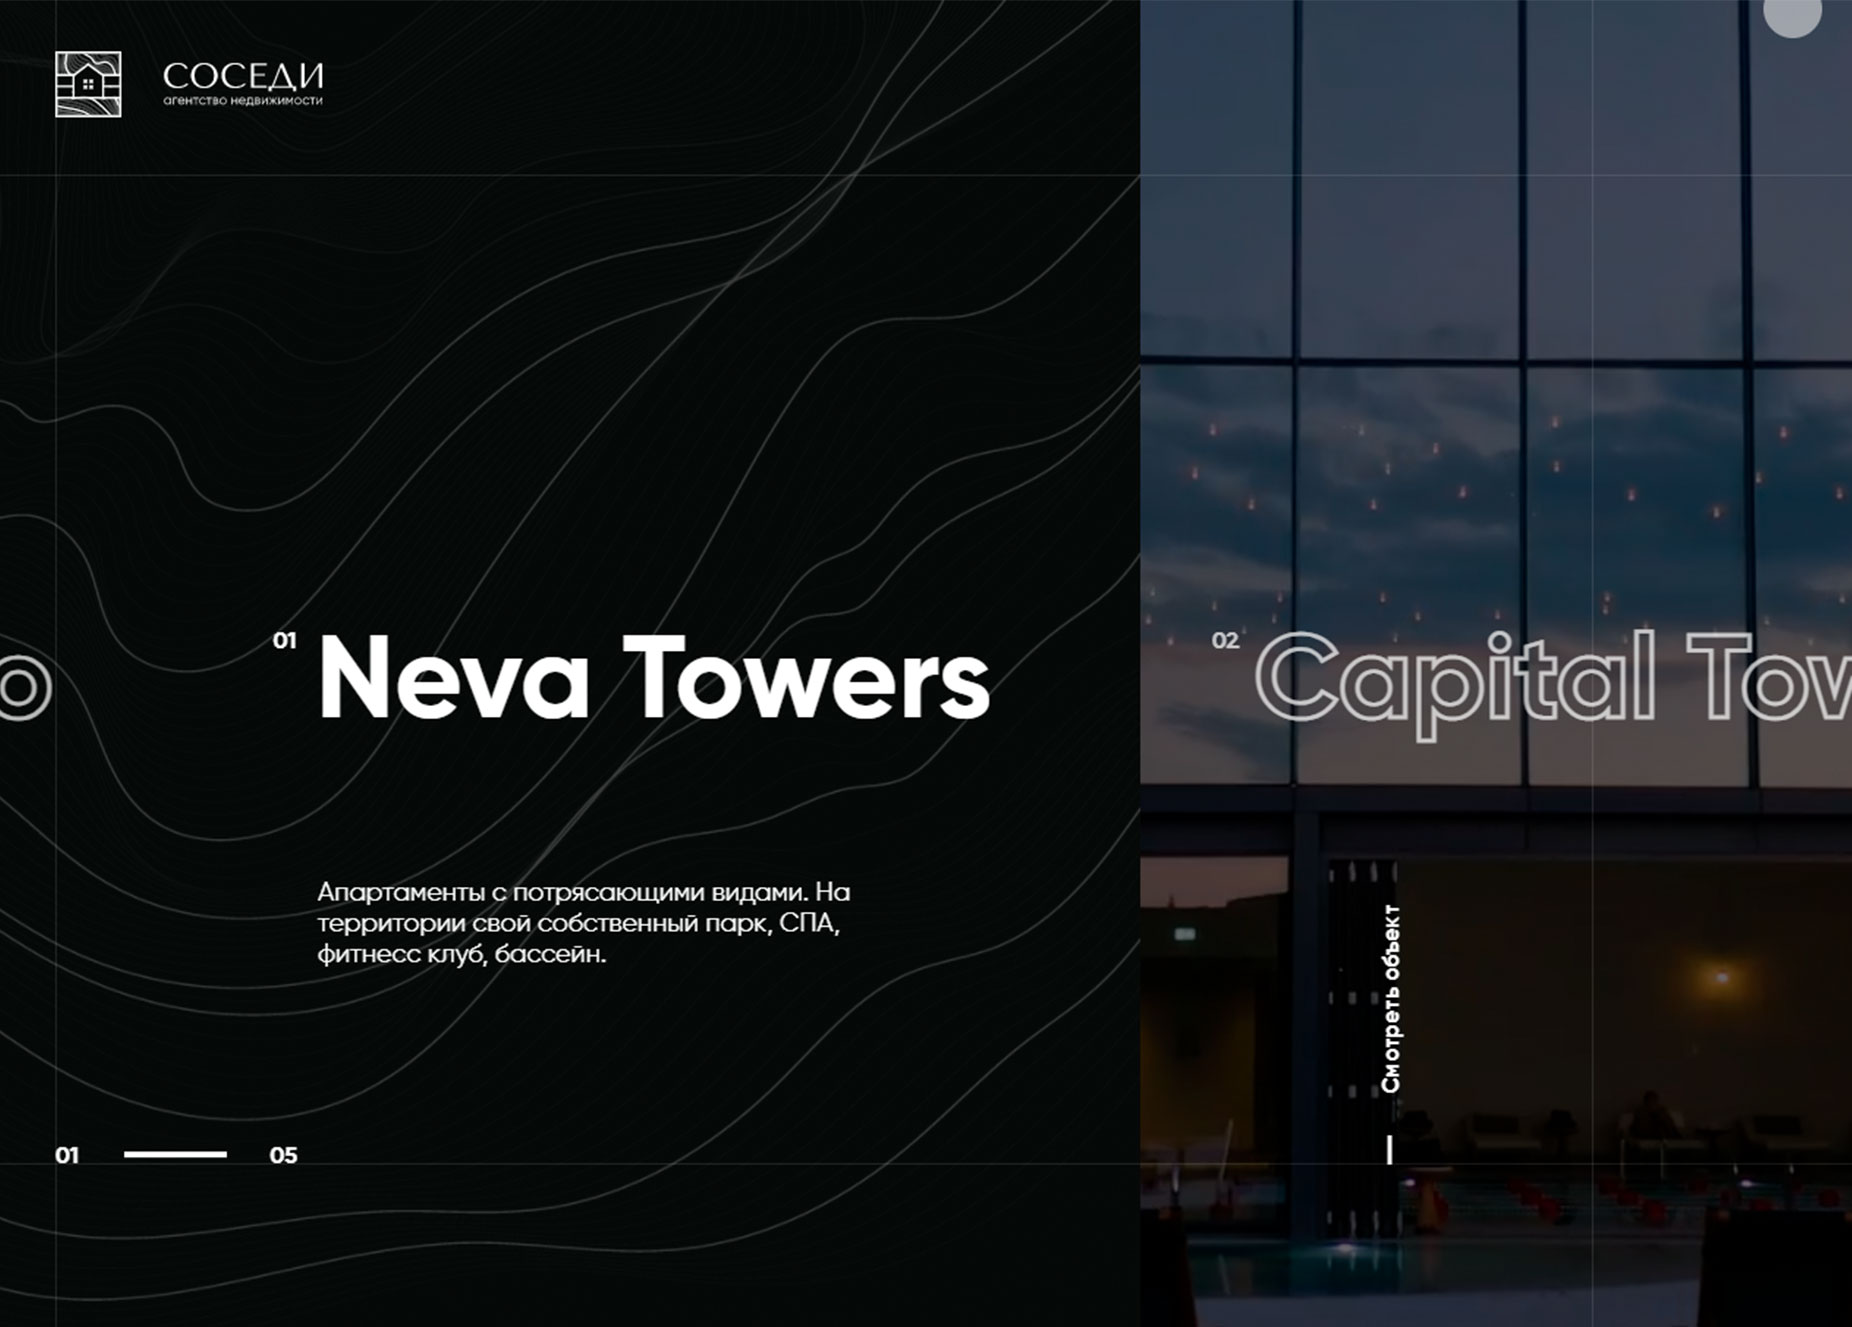 СОСЕДИ
агентство недвижимости
01
Neva Towers
02
Capital
Апартаменты с потрясающими видами. На
территории свой собственный парк, СПА,
фитнесс клуб, бассейн.
Смотреть объект
01
05